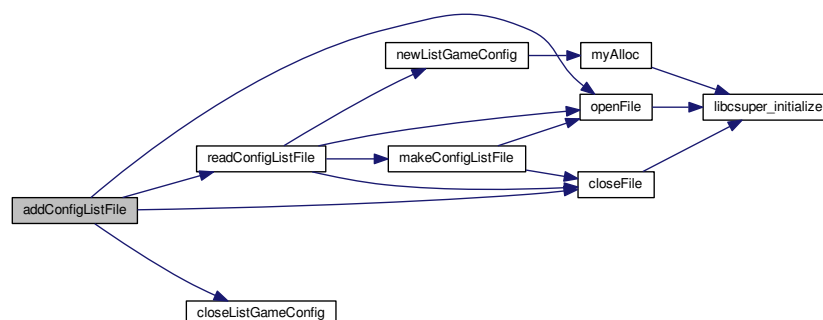 newListGameConfig
myAlloc
openFile
libcsuper_initialize
readConfigListFile
makeConfigListFile
closeFile
addConfigListFile
closeListGameConfig